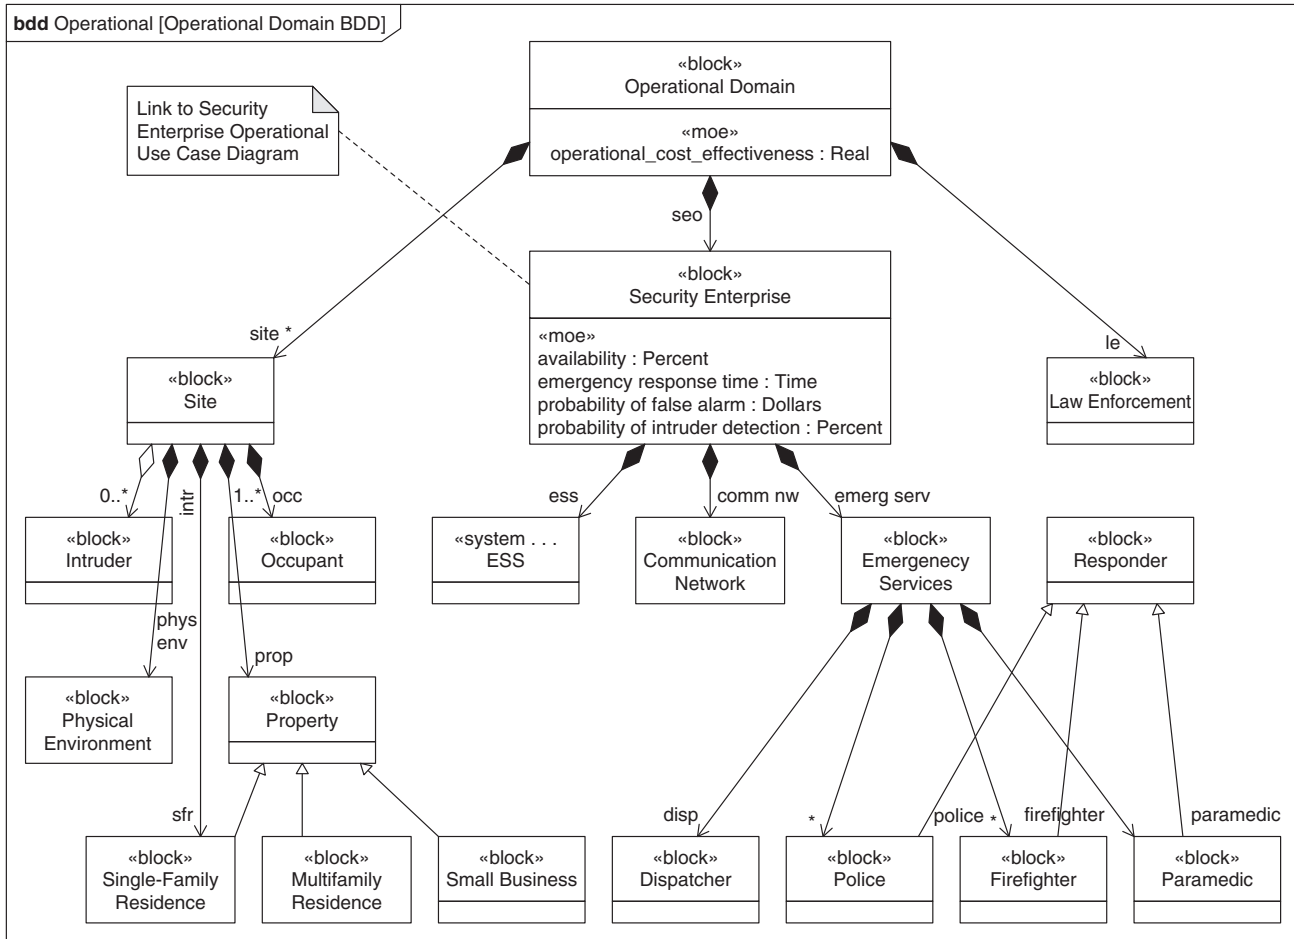 bdd Operational [Operational Domain BDD]
«block»
Operational Domain
«moe»
operational_cost_effectiveness : Real
Link to Security
Enterprise Operational
Use Case Diagram
seo
«block»
Security Enterprise
«moe»
availability : Percent
emergency response time : Time
probability of false alarm : Dollars
probability of intruder detection : Percent
site *
«block»
Site
le
«block»
Law Enforcement
0..*
intr
1..*
occ
ess
comm nw
emerg serv
«block»
Intruder
«block»
Occupant
«system . . .
ESS
«block»
Communication
Network
«block»
Emergenecy
Services
«block»
Responder
phys
env
prop
«block»
Physical
Environment
«block»
Property
sfr
disp
*
police
*
firefighter
paramedic
«block»
Single-Family
Residence
«block»
Multifamily
Residence
«block»
Small Business
«block»
Dispatcher
«block»
Police
«block»
Firefighter
«block»
Paramedic